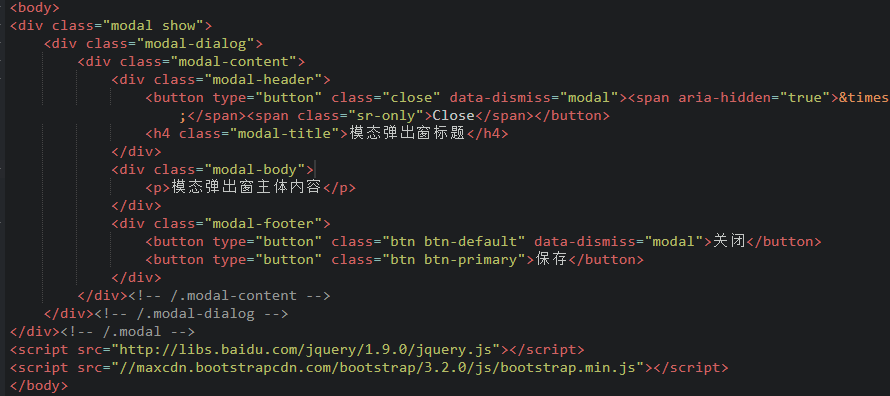 <body>
<div class="modal show">
    <div class="modal-dialog">
        <div class="modal-content">
            <div class="modal-header">
                <button type="button" class="close" data-dismiss="modal"><span aria-hidden="true">&times
                    ;</span><span class="sr-only">Close</span></button>
                <h4 class="modal-title">模态弹出窗标题</h4>
            </div>
            <div class="modal-body">
                <p>模态弹出窗主体内容</p>
            </div>
            <div class="modal-footer">
                <button type="button" class="btn btn-default" data-dismiss="modal">关闭</button>
                <button type="button" class="btn btn-primary">保存</button>
            </div>
        </div><!-- /.modal-content -->
    </div><!-- /.modal-dialog -->
</div><!-- /.modal -->
<script src="http://libs.baidu.com/jquery/1.9.0/jquery.js"></script>
<script src="//maxcdn.bootstrapcdn.com/bootstrap/3.2.0/js/bootstrap.min.js"></script>
</body>